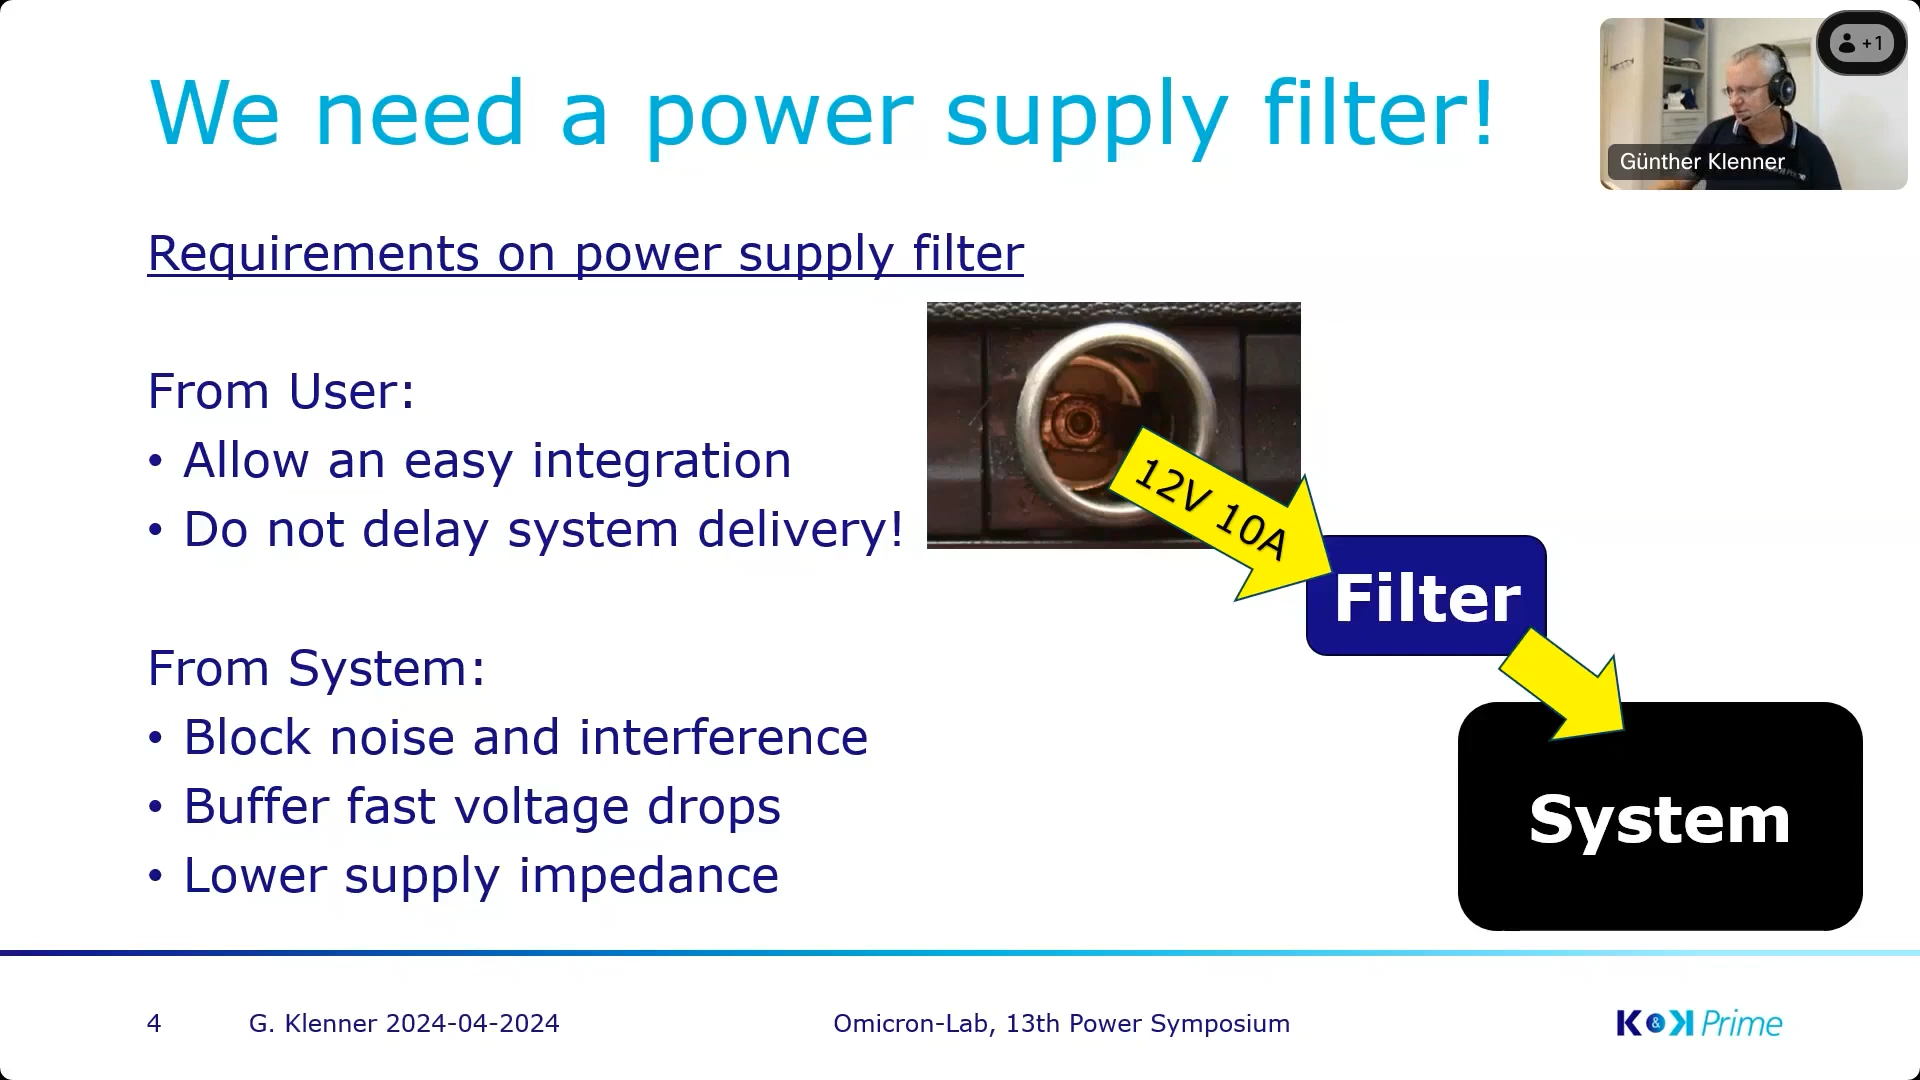 We need a power supply filter!
+1
Günther Klenner
Requirements on power supply filter
From User:
• Allow an easy integration
• Do not delay system delivery!
12V 10A
Filter
From System:
• Block noise and interference
• Buffer fast voltage drops
• Lower supply impedance
System
4
G. Klenner 2024-04-2024
Omicron-Lab, 13th Power Symposium
K&K Prime